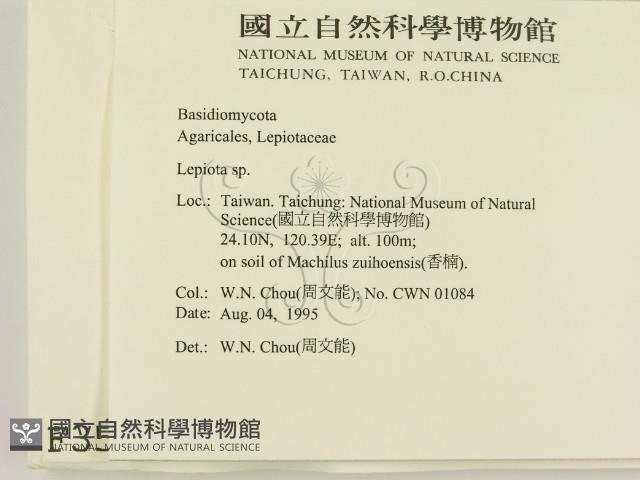 國立自然科學博物館
NATIONAL MUSEUM OF NATURAL SCIENCE
TAICHUNG, TAIWAN, R.O.CHINA
Basidiomycota
Agaricales, Lepiotaceae
Lepiota sp.
Loc.: Taiwan. Taichung: National Museum of Natural
Science(國立自然科學博物館)
24.10N, 120.39E; alt. 100m;
on soil of Machilus zuihoensis(香楠).
Col.: W.N. Chou(周文能); No. CWN 01084
Date: Aug. 04, 1995
Det.: W.N. Chou(周文能)
國立自然科學博物館
NATIONAL MUSEUM OF NATURAL SCIENCE